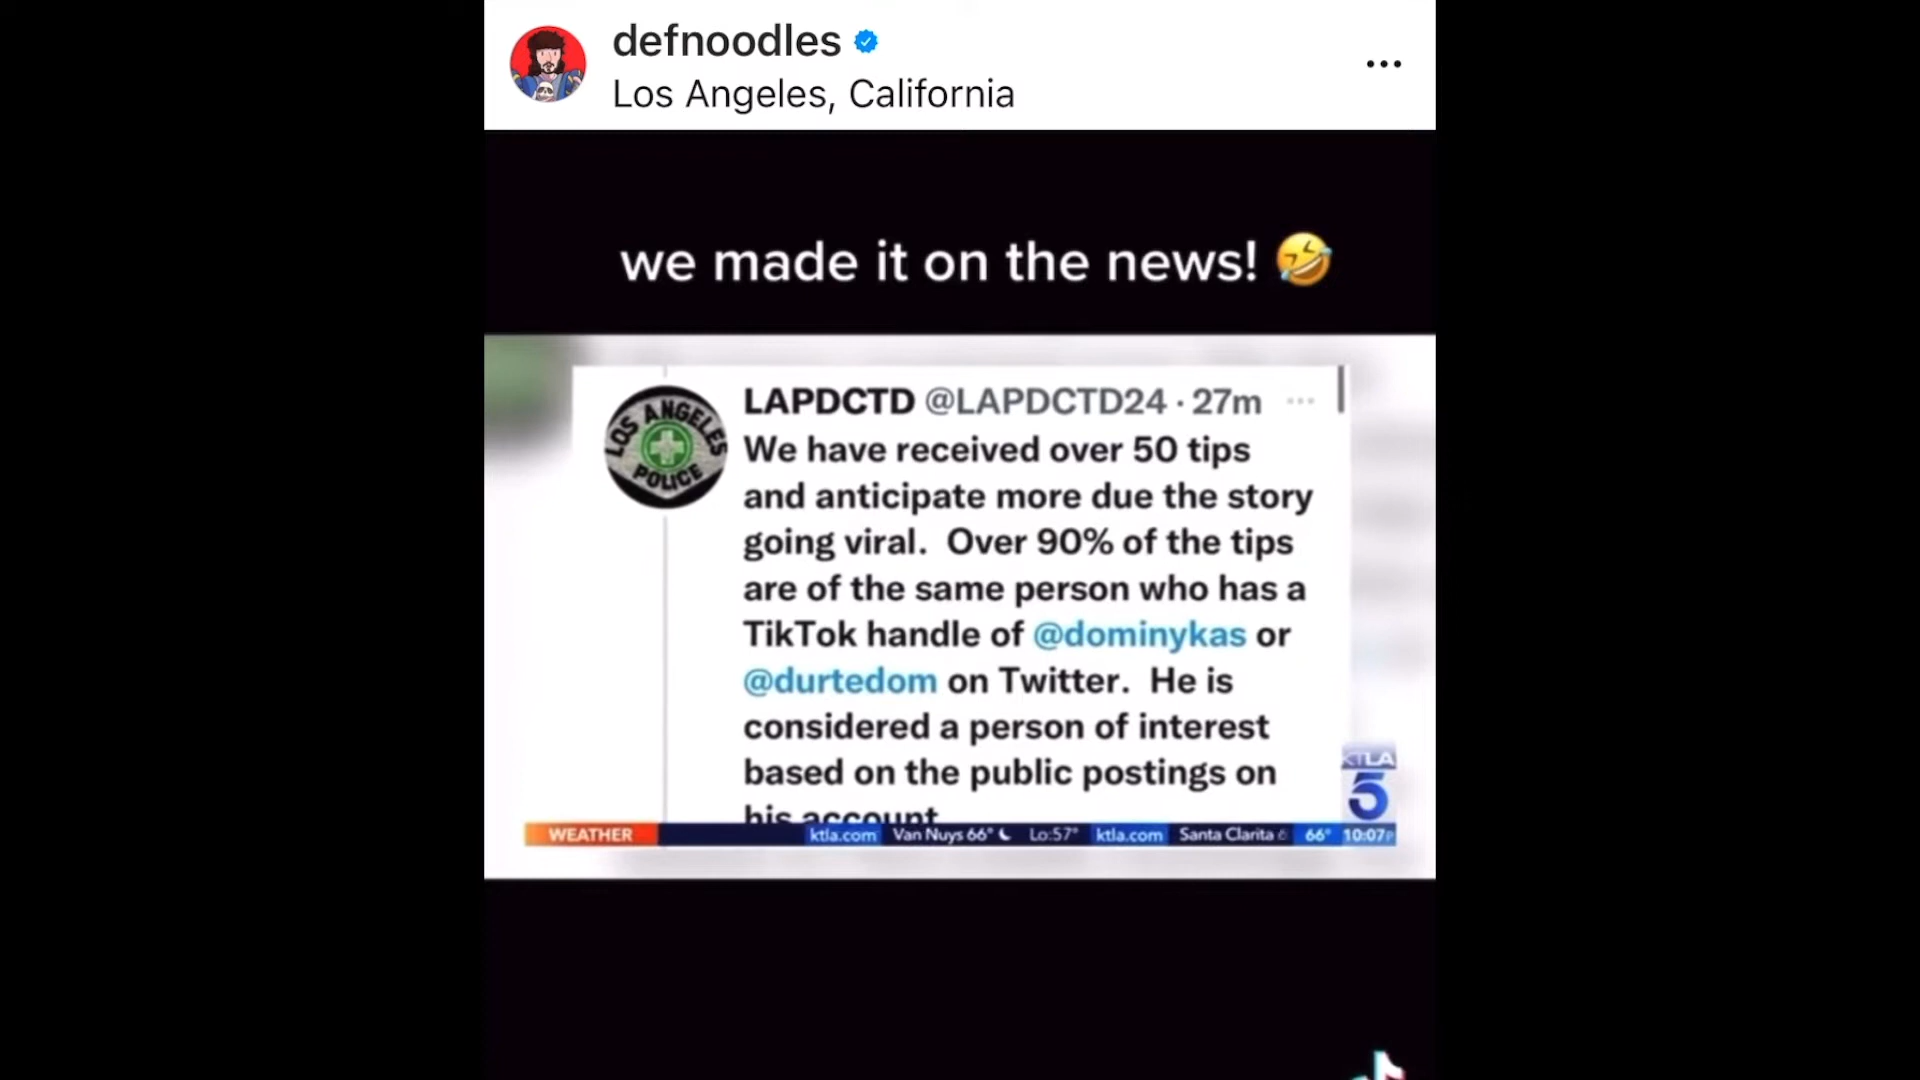 defnoodles
Los Angeles, California
we made it on the news! 🤣
LOS ANGELES
POLICE
LAPDCTD @LAPDCTD24 · 27m
We have received over 50 tips
and anticipate more due the story
going viral. Over 90% of the tips
are of the same person who has a
TikTok handle of @dominykas or
@durtedom on Twitter. He is
considered a person of interest
based on the public postings on
his account
KTLA
5
WEATHER ktla.com Van Nuys 66° Lo:57° ktla.com Santa Clarita 66° 10:07P